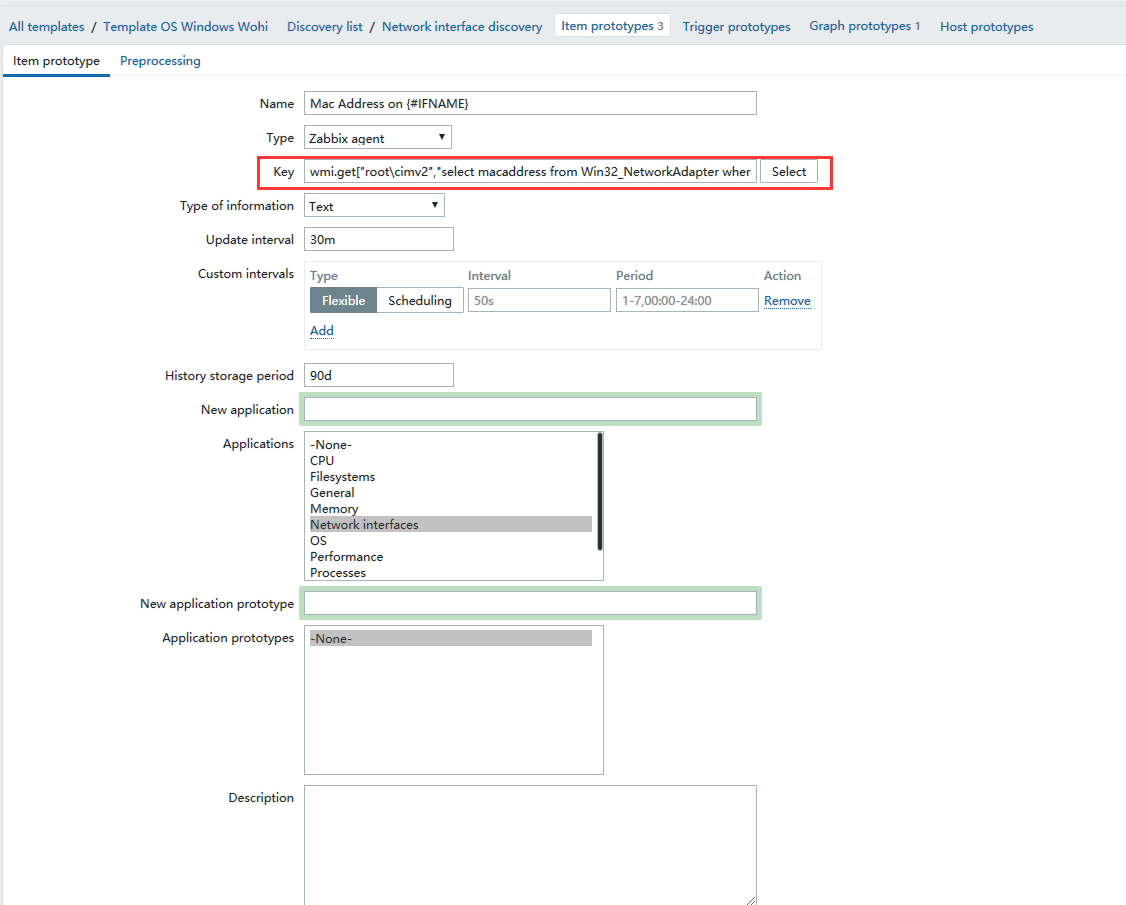 All templates / Template OS Windows Wohi Discovery list / Network interface discovery Item prototypes 3 Trigger prototypes Graph prototypes 1 Host prototypes
Item prototype Preprocessing
Name Mac Address on {#IFNAME}
Type Zabbix agent
Key wmi.get["root\cimv2","select macaddress from Win32_NetworkAdapter wher Select
Type of information Text
Update interval 30m
Custom intervals Type Interval Period Action
Flexible Scheduling 50s 1-7,00:00-24:00 Remove
Add
History storage period 90d
New application
Applications -None-
CPU
Filesystems
General
Memory
Network interfaces
OS
Performance
Processes
New application prototype
Application prototypes -None-
Description